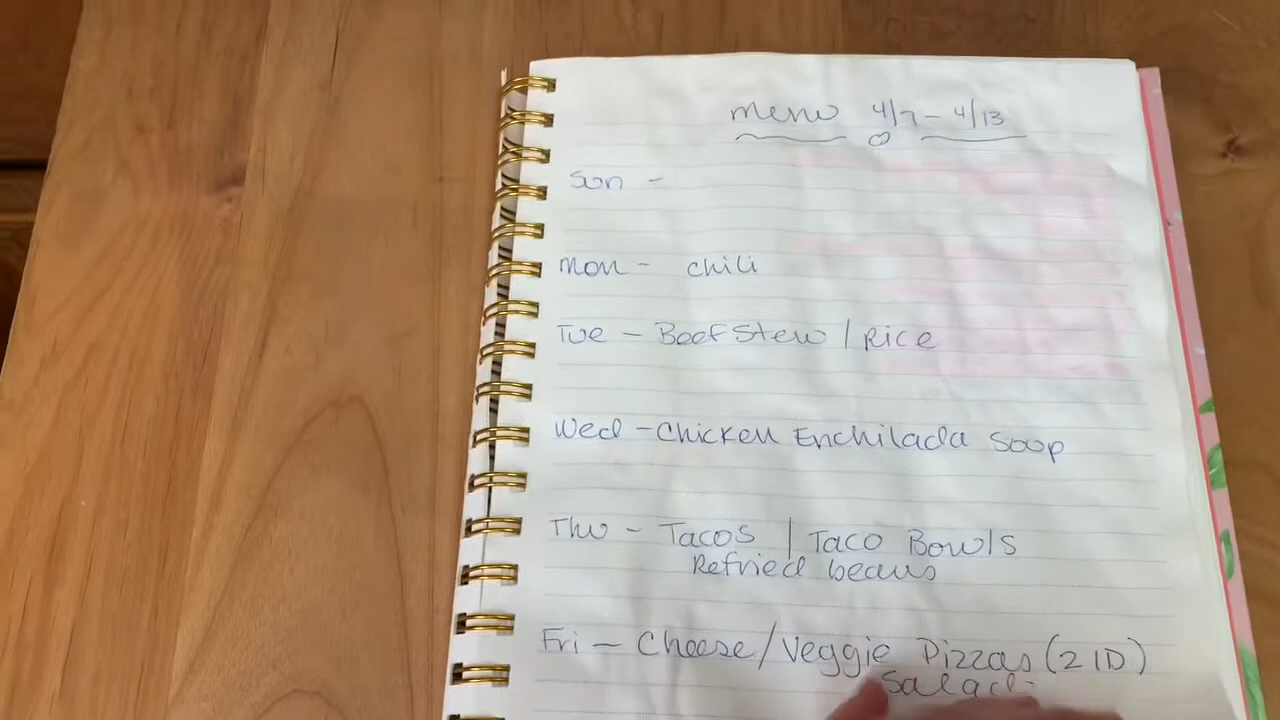 Menu 4/7 - 4/13
Sun -
Mon - chili
Tue - Beef Stew / Rice
Wed - Chicken Enchilada Soup
Thu - Tacos | Taco Bowls
Refried beans
Fri - Cheese/Veggie Pizzas (2 ID)
Salad